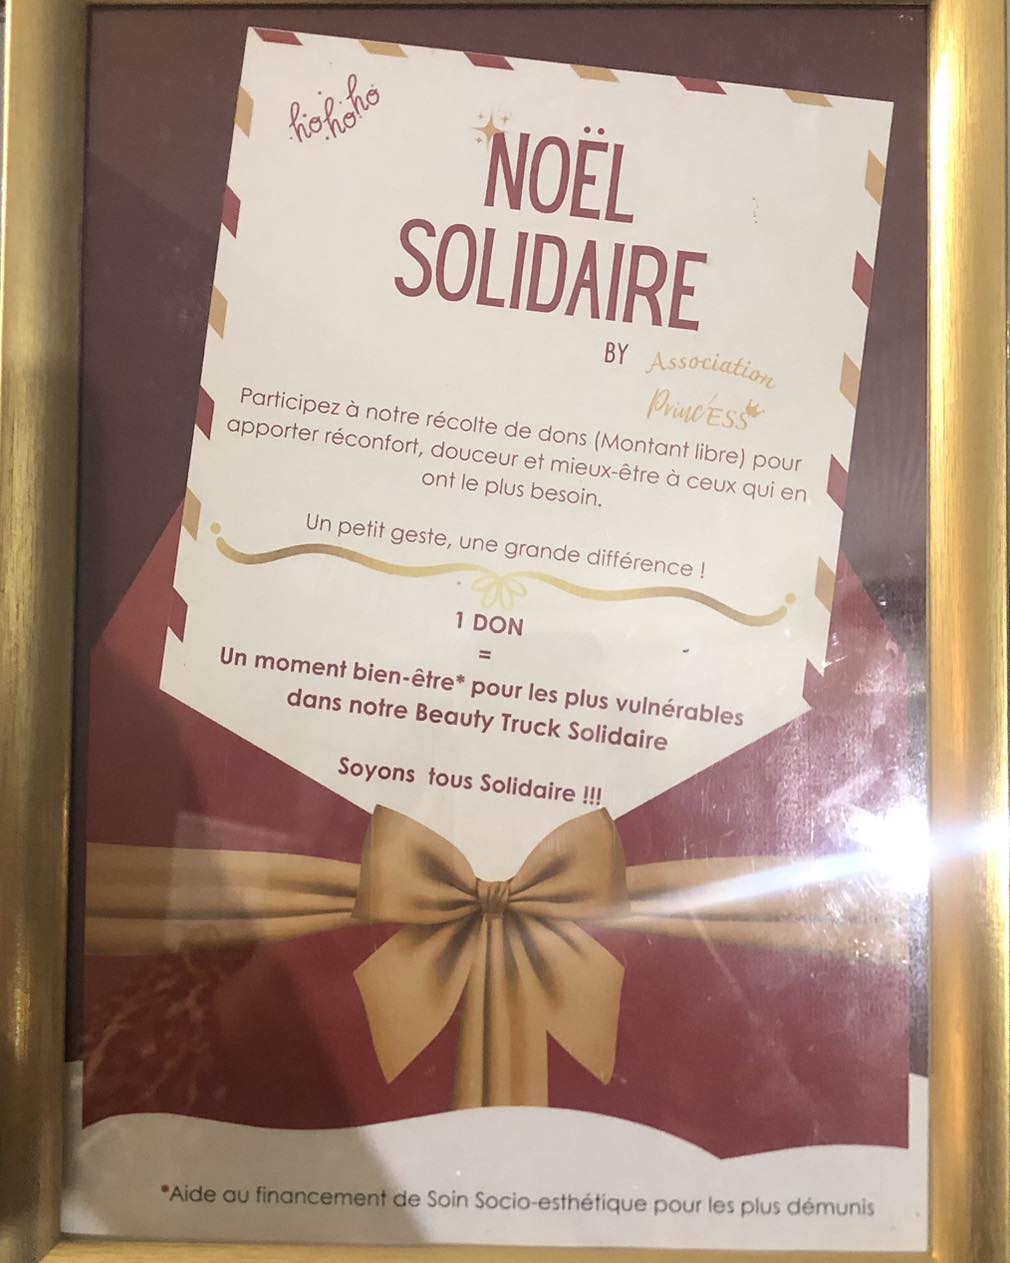 ho.ho.ho
NOËL
SOLIDAIRE
BY Association
Princ'ESS
Participez à notre récolte de dons (Montant libre) pour
apporter réconfort, douceur et mieux-être à ceux qui en
ont le plus besoin.
Un petit geste, une grande différence !
1 DON
=
Un moment bien-être* pour les plus vulnérables
dans notre Beauty Truck Solidaire
Soyons tous Solidaire !!!
*Aide au financement de Soin Socio-esthétique pour les plus démunis